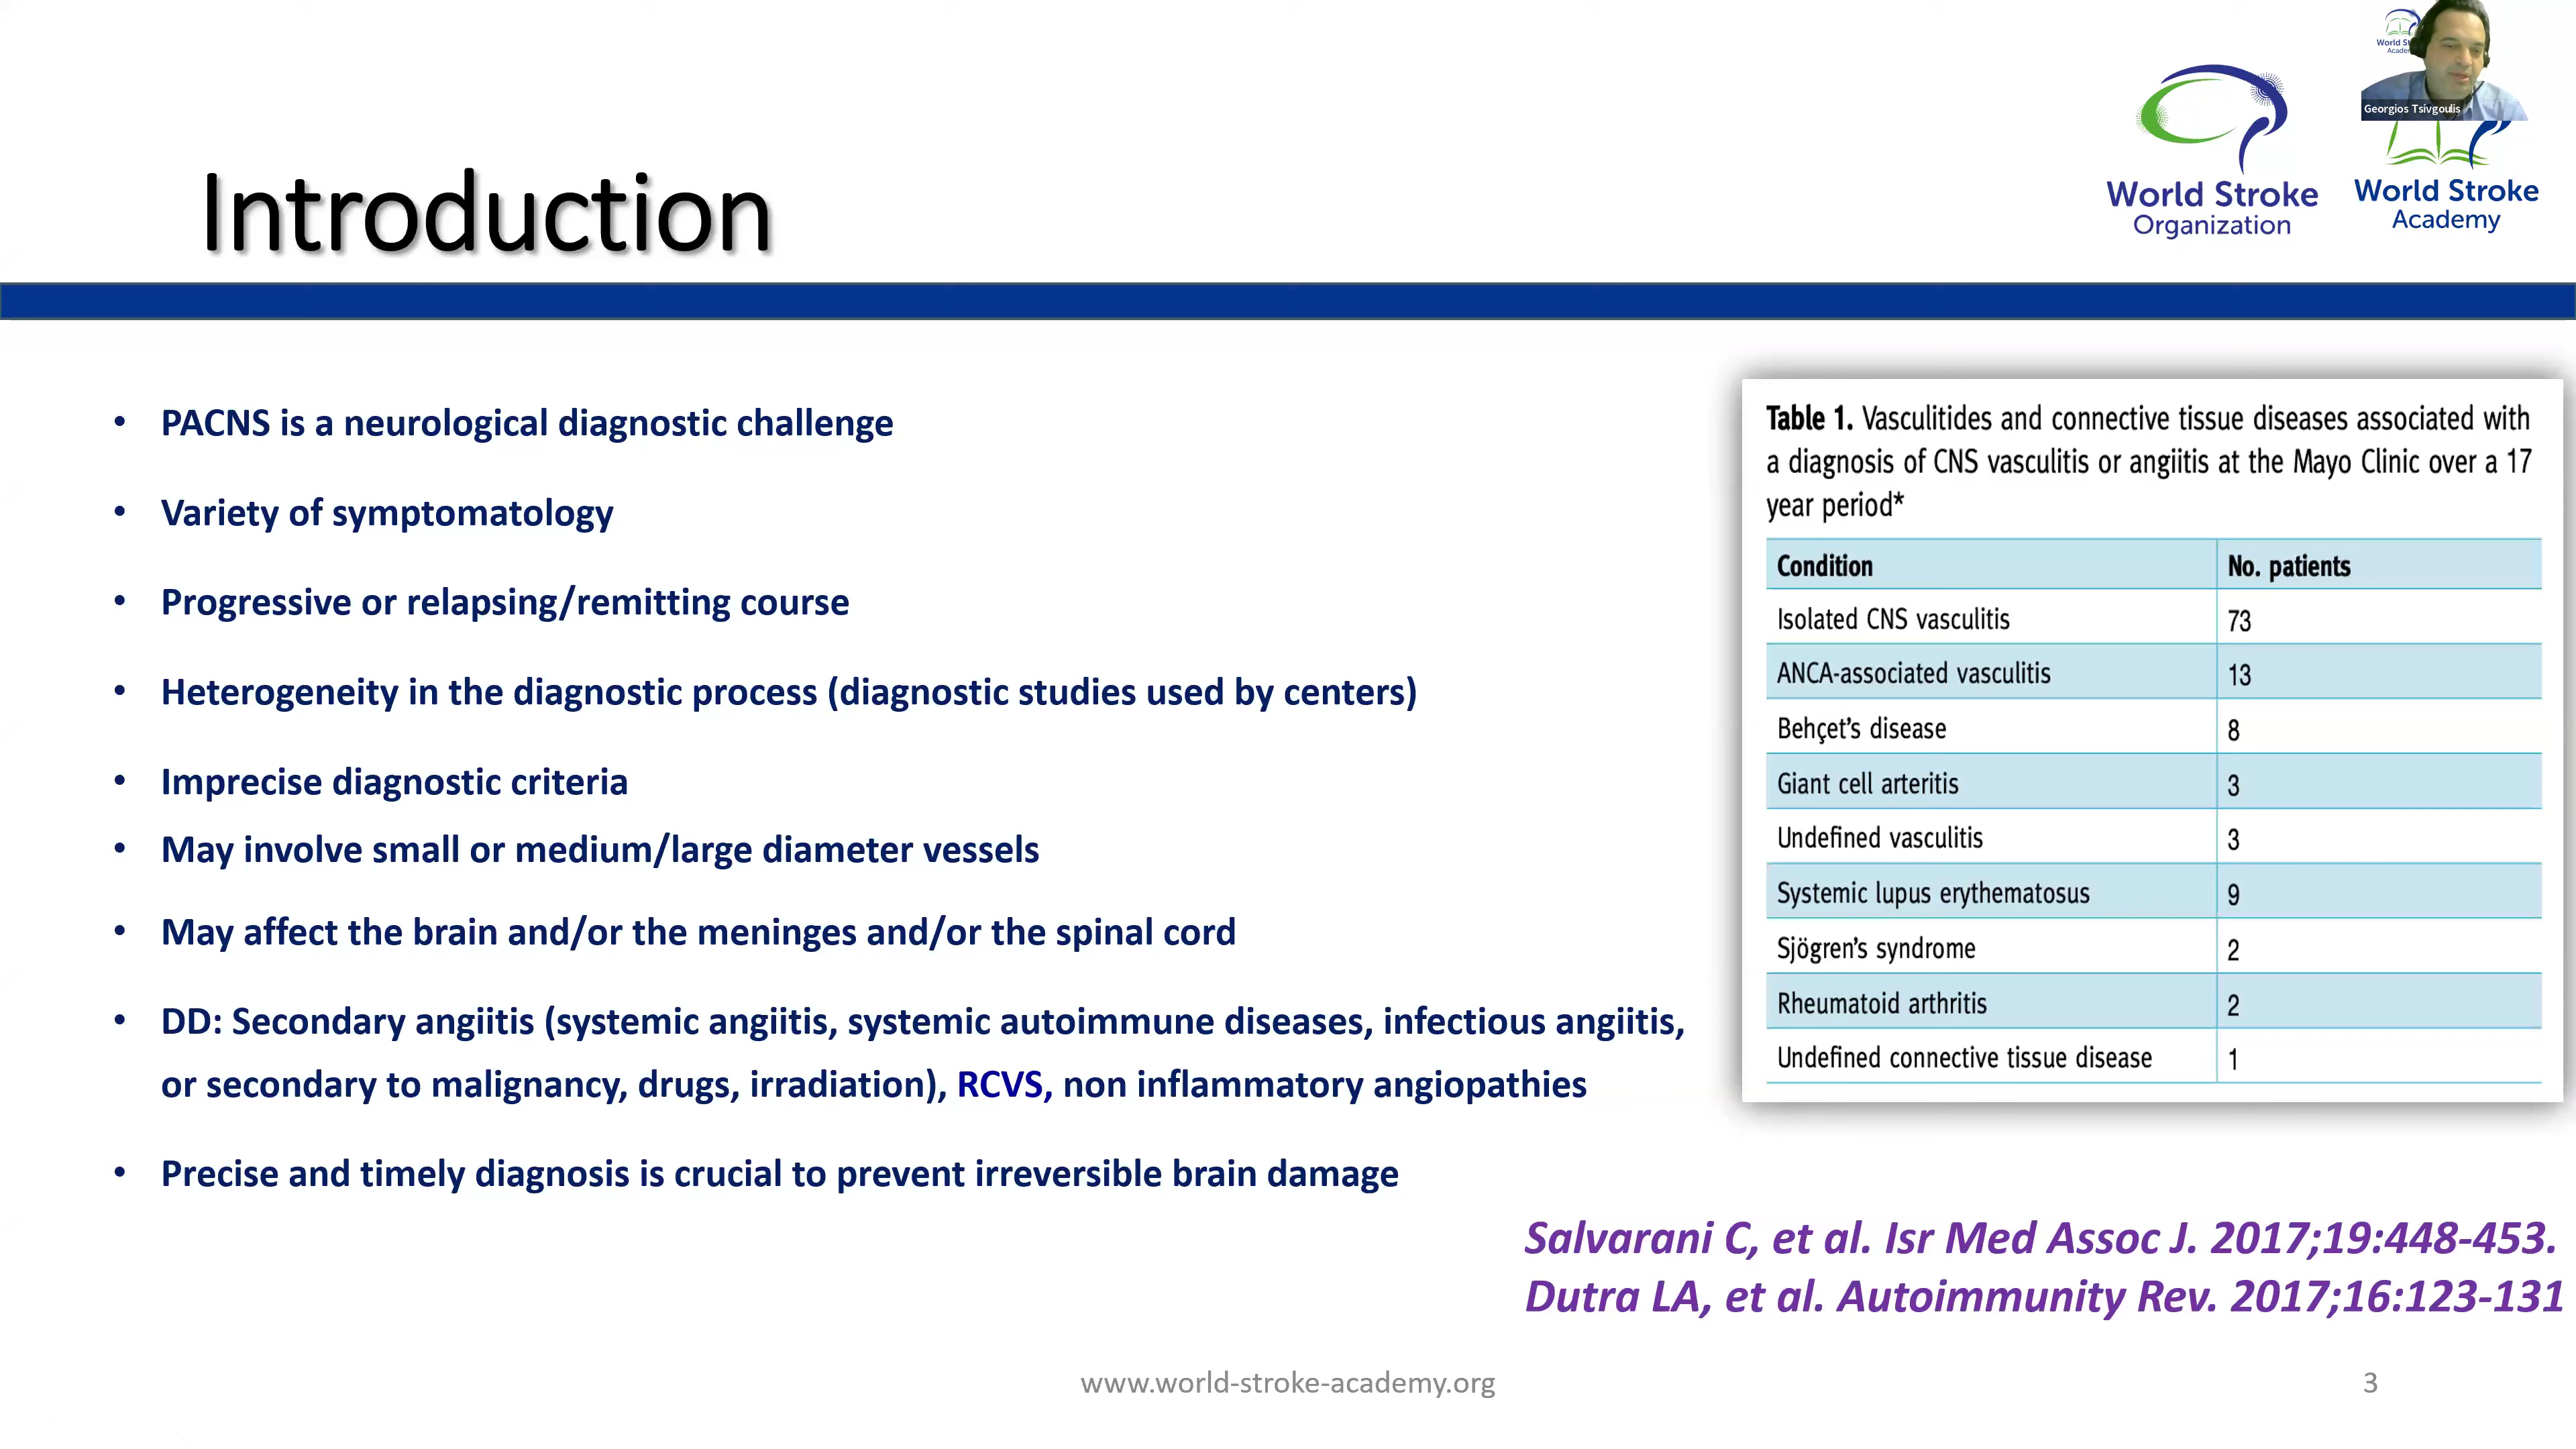 World St
Acade
Georgios Tsivgoulis
World Stroke
Organization
World Stroke
Academy
Introduction
• PACNS is a neurological diagnostic challenge
• Variety of symptomatology
• Progressive or relapsing/remitting course
• Heterogeneity in the diagnostic process (diagnostic studies used by centers)
• Imprecise diagnostic criteria
• May involve small or medium/large diameter vessels
• May affect the brain and/or the meninges and/or the spinal cord
• DD: Secondary angiitis (systemic angiitis, systemic autoimmune diseases, infectious angiitis,
or secondary to malignancy, drugs, irradiation), RCVS, non inflammatory angiopathies
• Precise and timely diagnosis is crucial to prevent irreversible brain damage
Table 1. Vasculitides and connective tissue diseases associated with
a diagnosis of CNS vasculitis or angiitis at the Mayo Clinic over a 17
year period*
Condition No. patients
Isolated CNS vasculitis 73
ANCA-associated vasculitis 13
Behçet's disease 8
Giant cell arteritis 3
Undefined vasculitis 3
Systemic lupus erythematosus 9
Sjögren's syndrome 2
Rheumatoid arthritis 2
Undefined connective tissue disease 1
Salvarani C, et al. Isr Med Assoc J. 2017;19:448-453.
Dutra LA, et al. Autoimmunity Rev. 2017;16:123-131
www.world-stroke-academy.org
3